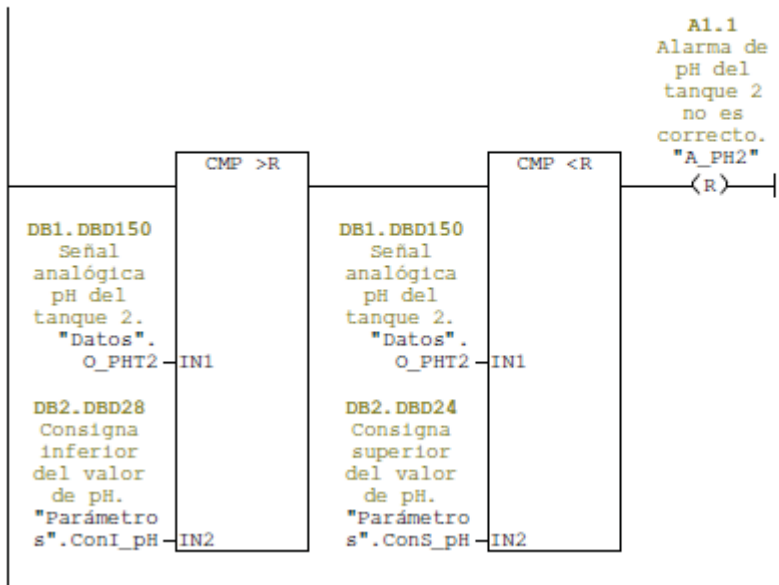 A1.1
Alarma de
pH del
tanque 2
no es
correcto.
"A_PH2"
(R)
CMP >R
DB1.DBD150
Señal
analógica
pH del
tanque 2.
"Datos".
O_PHT2
IN1
DB2.DBD28
Consigna
inferior
del valor
de pH.
"Parámetro
s".ConI_pH
IN2
CMP <R
DB1.DBD150
Señal
analógica
pH del
tanque 2.
"Datos".
O_PHT2
IN1
DB2.DBD24
Consigna
superior
del valor
de pH.
"Parámetro
s".ConS_pH
IN2